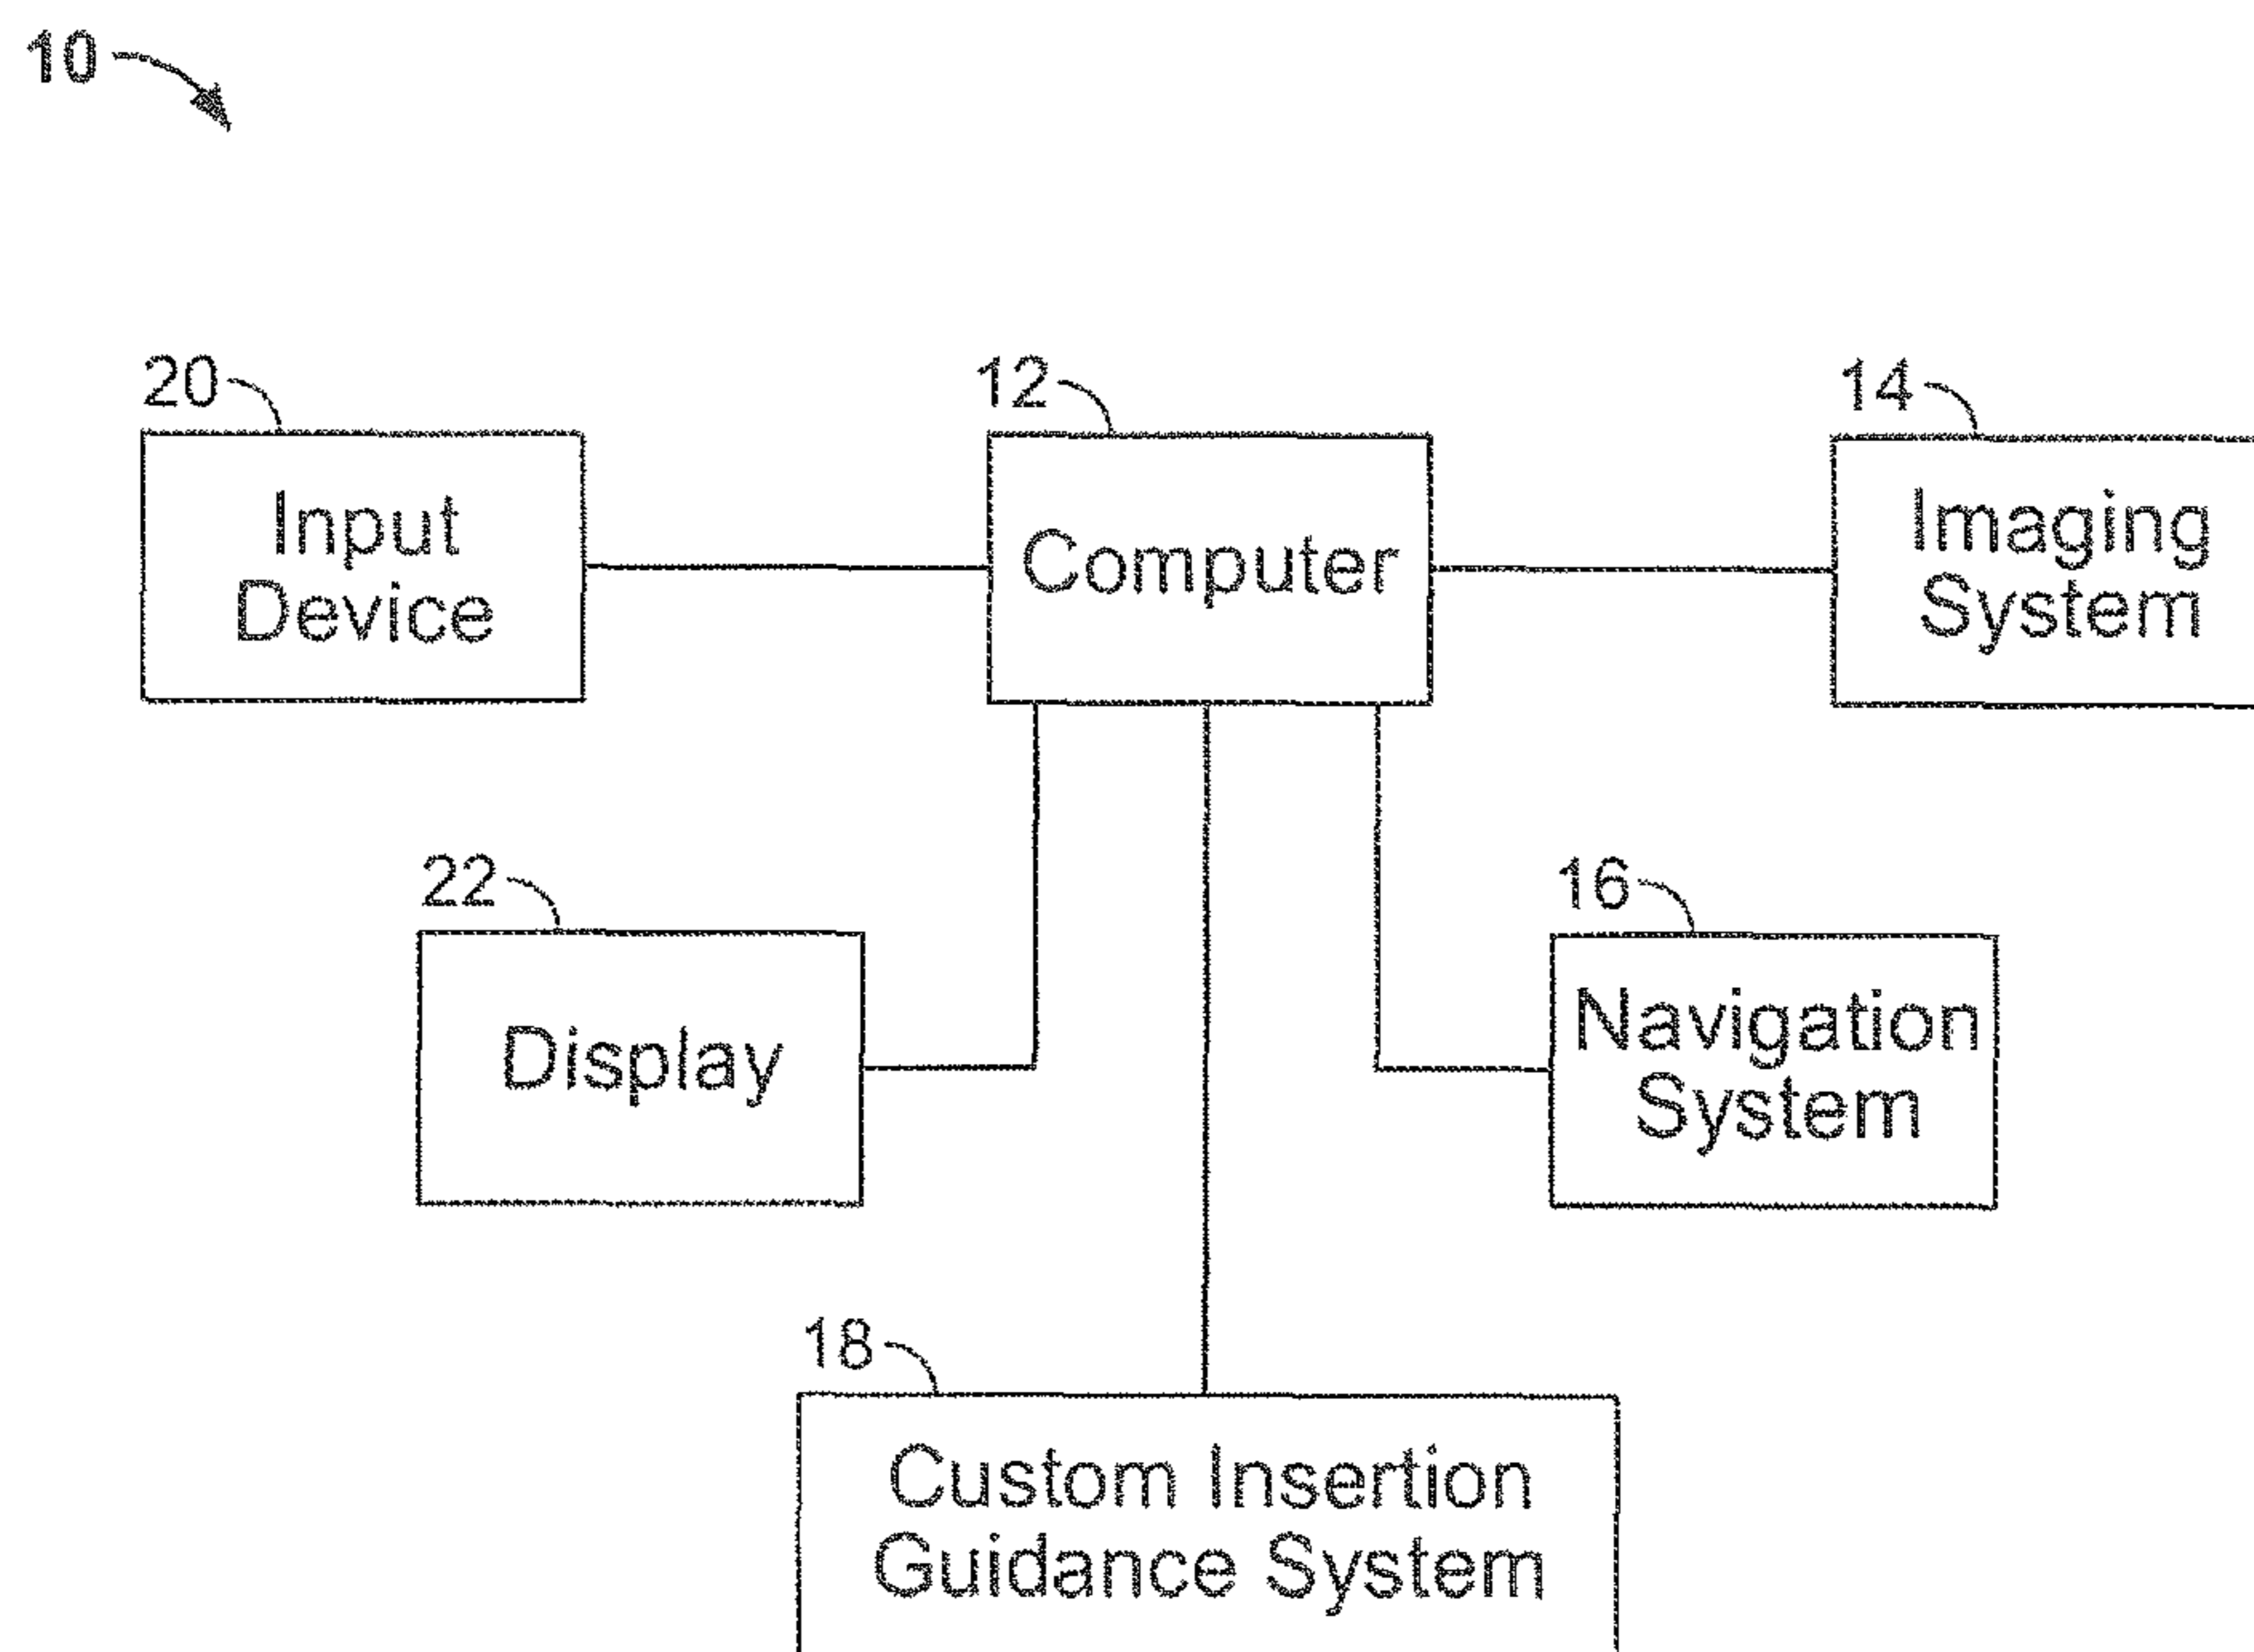 10
20
12
14
Input
Device
Computer
Imaging
System
22
16
Display
Navigation
System
18
Custom Insertion
Guidance System